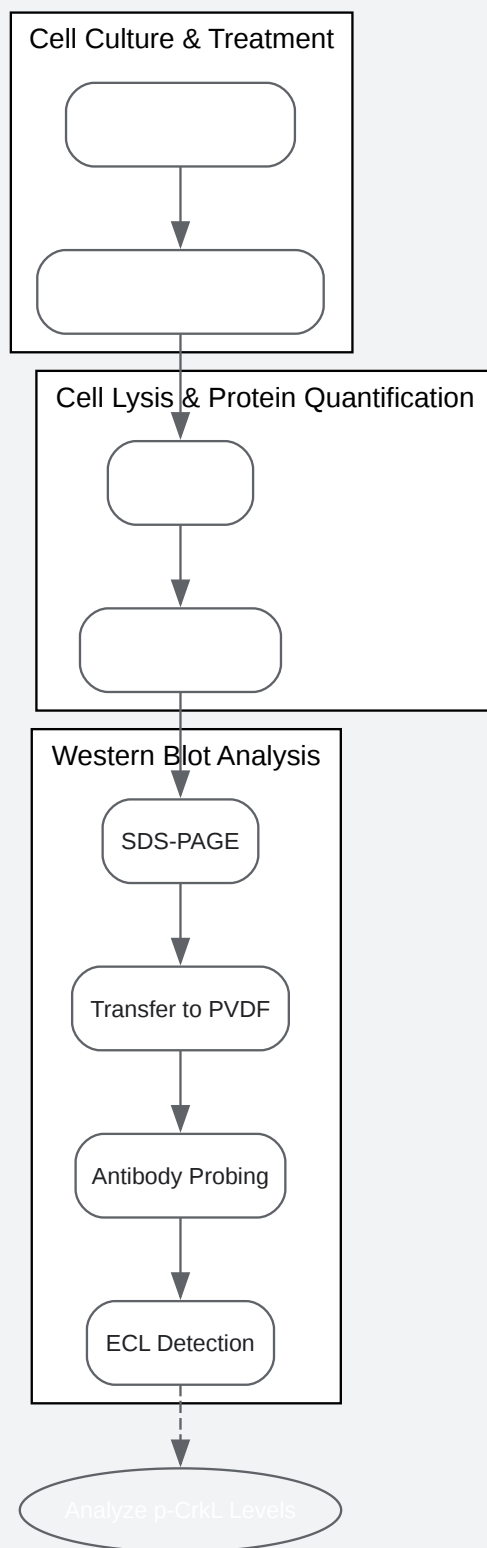 Cell Culture & Treatment
Cell Lysis & Protein Quantification
Western Blot Analysis
SDS-PAGE
Transfer to PVDF
Antibody Probing
ECL Detection
Analyze p-CrkL Levels